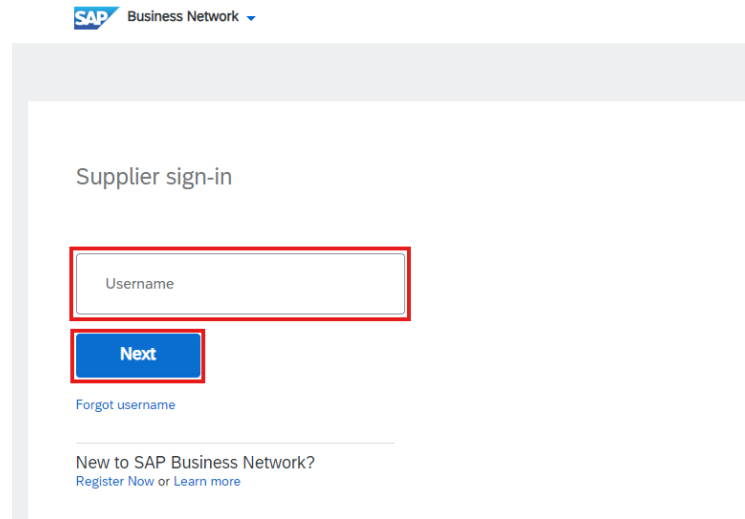 SAP Business Network
Supplier sign-in
Username
Next
Forgot username
New to SAP Business Network?
Register Now or Learn more